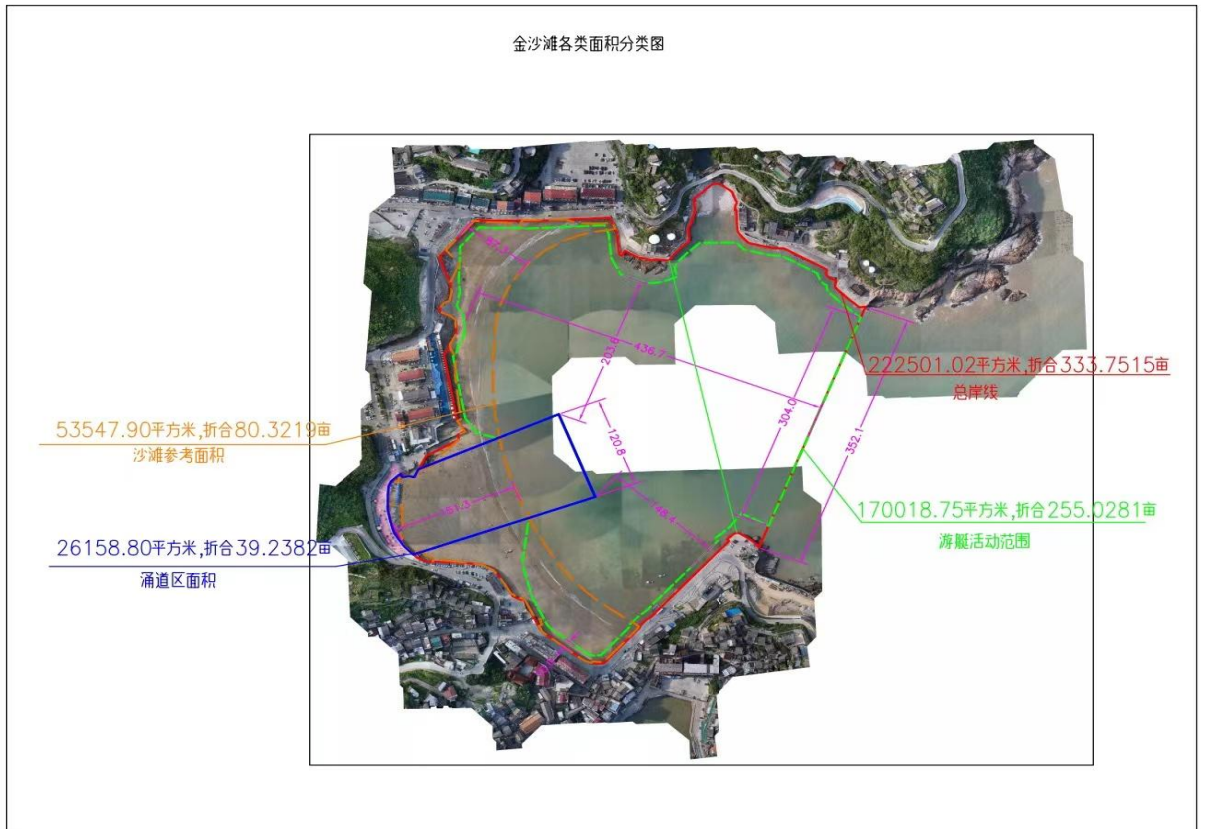 金沙滩各类面积分类图
203.6
436.7
222501.02平方米,折合333.7515亩
总岸线
304.0
352.1
53547.90平方米,折合80.3219亩
沙滩参考面积
120.8
170018.75平方米,折合255.0281亩
游艇活动范围
26158.80平方米,折合39.2382亩
涌道区面积